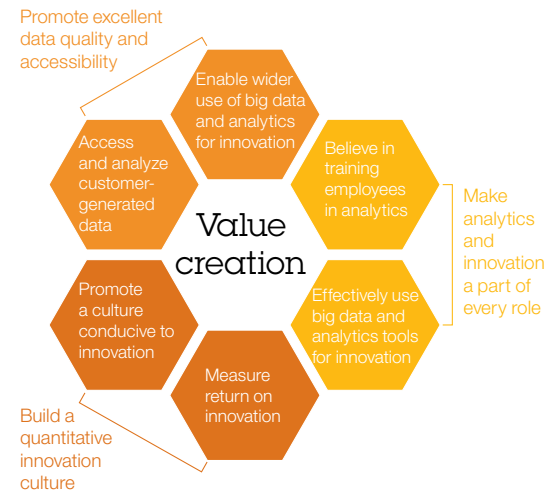 Promote excellent
data quality and
accessibility
Enable wider
use of big data
and analytics
for innovation
Access
and analyze
customer-
generated
data
Believe in
training
employees
in analytics
Value
creation
Make
analytics
and
innovation
a part of
every role
Promote
a culture
conducive to
innovation
Effectively use
big data and
analytics tools
for innovation
Measure
return on
innovation
Build a
quantitative
innovation
culture